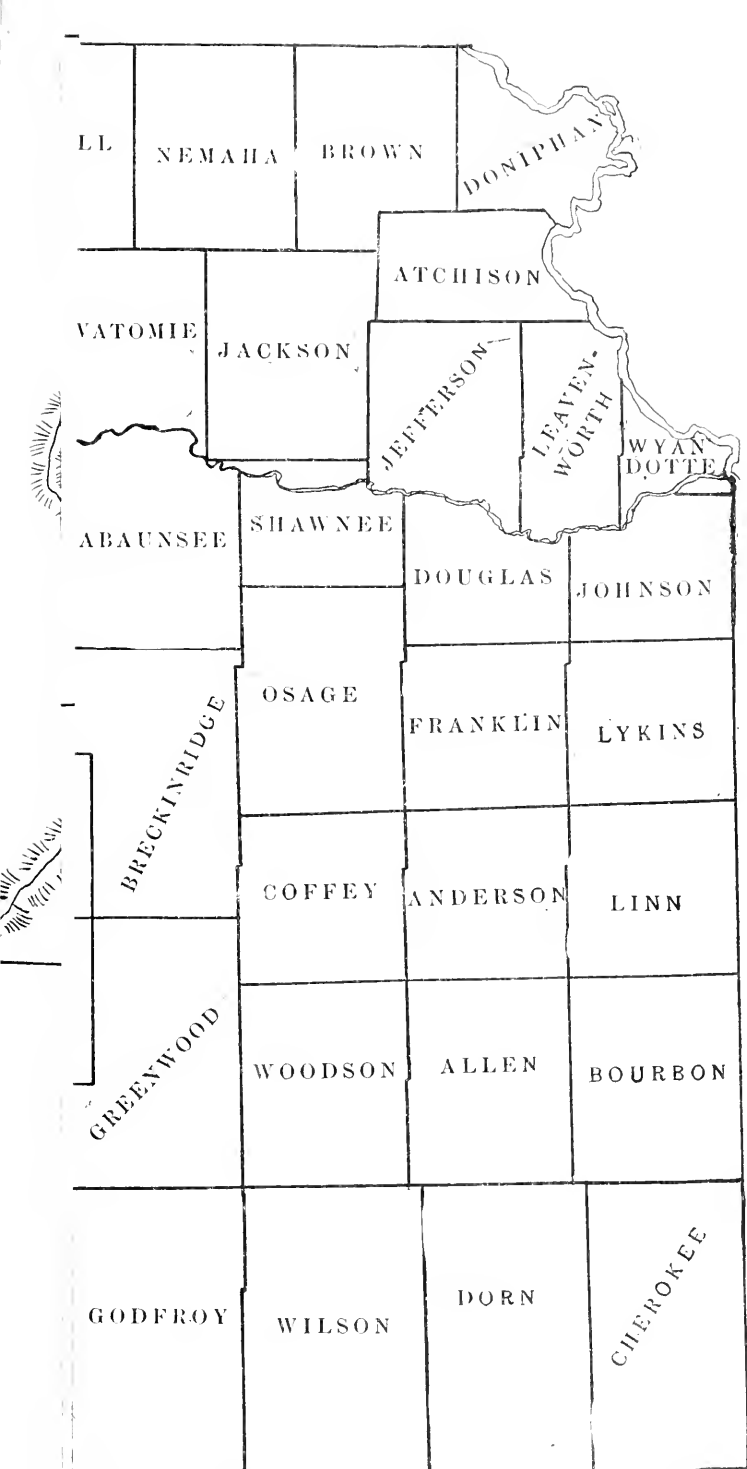 LL
NEMAHA
BROWN
DONIPHAN
ATCHISON
VATOMIE
JACKSON
JEFFERSON
LEAVEN-
WORTH
WYAN
DOTTE
ABAUNSEE
SHAWNEE
DOUGLAS
JOHNSON
BRECKINRIDGE
OSAGE
FRANKLIN
LYKINS
COFFEY
ANDERSON
LINN
GREENWOOD
WOODSON
ALLEN
BOURBON
GODFROY
WILSON
DORN
CHEROKEE